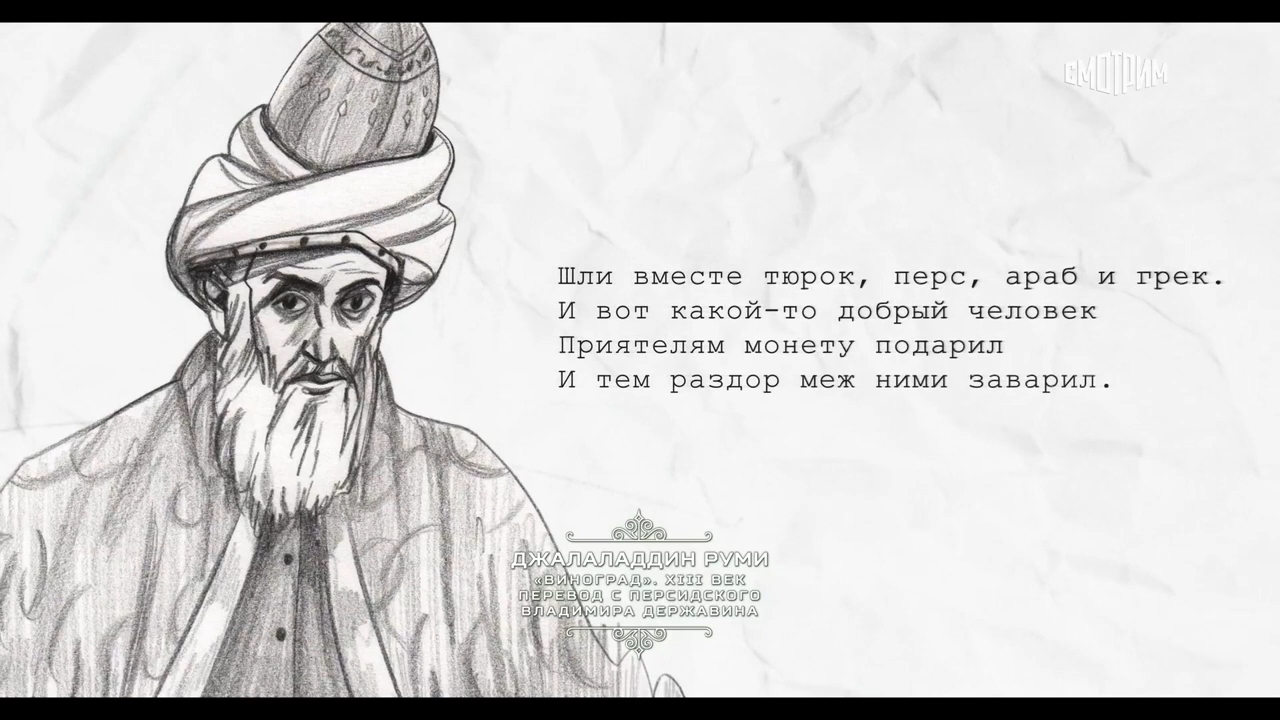 СМОТРИМ
Шли вместе тюрок, перс, араб и грек.
И вот какой-то добрый человек
Приятелям монету подарил
И тем раздор меж ними заварил.
ДЖАЛАЛАДДИН РУМИ
«ВИНОГРАД». XIII ВЕК
ПЕРЕВОД С ПЕРСИДСКОГО
ВЛАДИМИРА ДЕРЖАВИНА